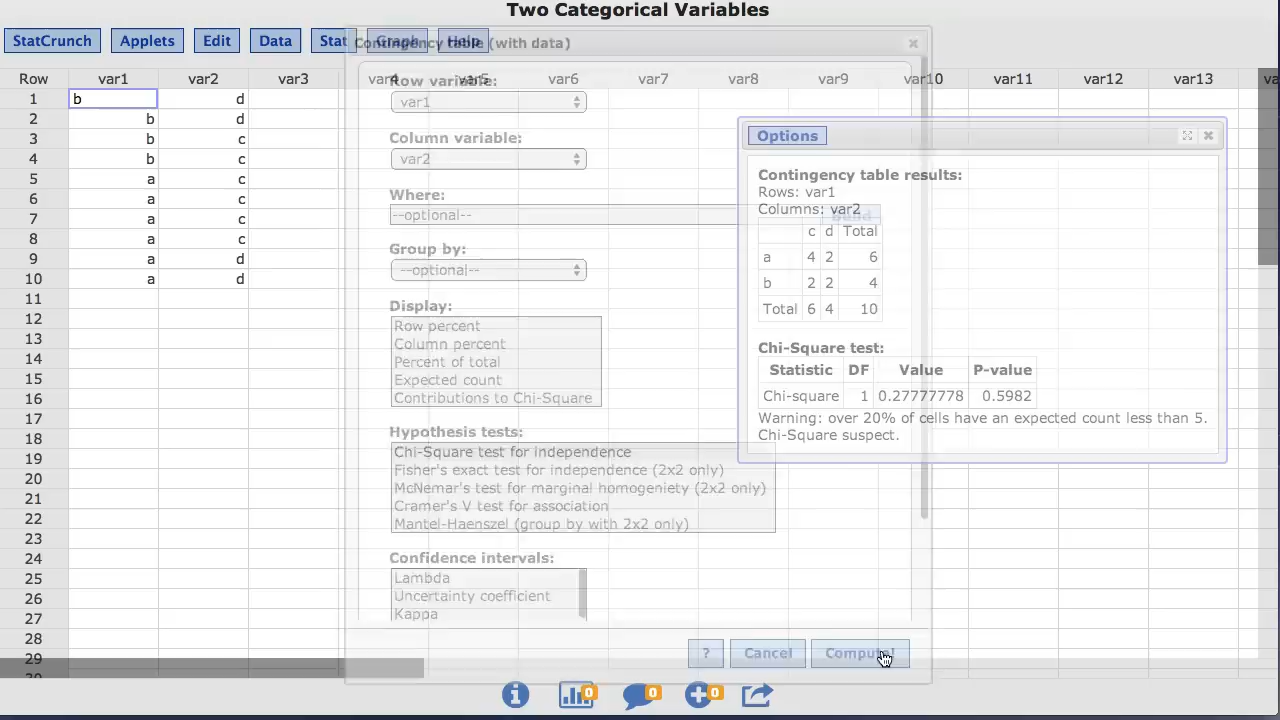 Two Categorical Variables
StatCrunch Applets Edit Data Stat Graph Help
Contingency table (with data)
Row var1 var2 var3 var4 var5 var6 var7 var8 var9 var10 var11 var12 var13 va
1 b d
2 b d
3 b c
4 b c
5 a c
6 a c
7 a c
8 a c
9 a d
10 a d
11
12
13
14
15
16
17
18
19
20
21
22
23
24
25
26
27
28
29
Row variable:
var1
Column variable:
var2
Where:
--optional--
Build
Group by:
--optional--
Display:
Row percent
Column percent
Percent of total
Expected count
Contributions to Chi-Square
Hypothesis tests:
Chi-Square test for independence
Fisher's exact test for independence (2x2 only)
McNemar's test for marginal homogeniety (2x2 only)
Cramer's V test for association
Mantel-Haenszel (group by with 2x2 only)
Confidence intervals:
Lambda
Uncertainty coefficient
Kappa
? Cancel Compute!
Options
Contingency table results:
Rows: var1
Columns: var2
c d Total
a 4 2 6
b 2 2 4
Total 6 4 10
Chi-Square test:
Statistic DF Value P-value
Chi-square 1 0.27777778 0.5982
Warning: over 20% of cells have an expected count less than 5.
Chi-Square suspect.
0 0 0